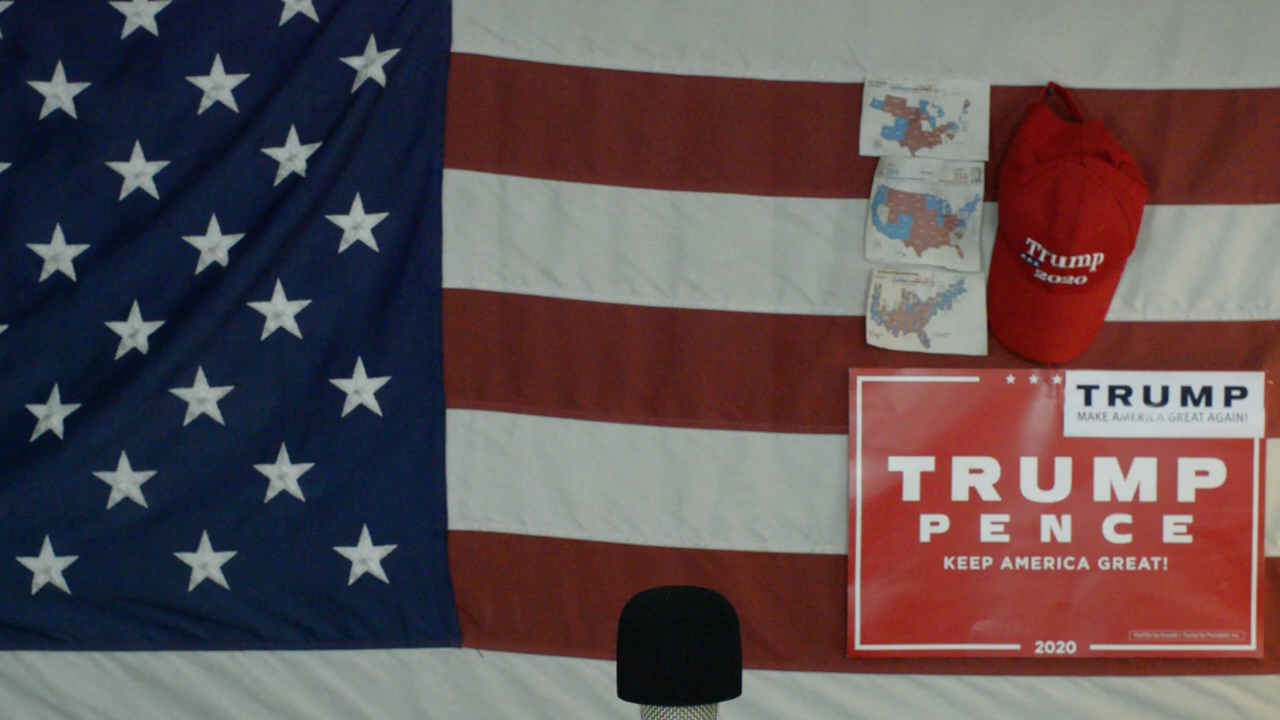 Trump
2020
TRUMP
MAKE AMERICA GREAT AGAIN!
TRUMP
PENCE
KEEP AMERICA GREAT!
2020